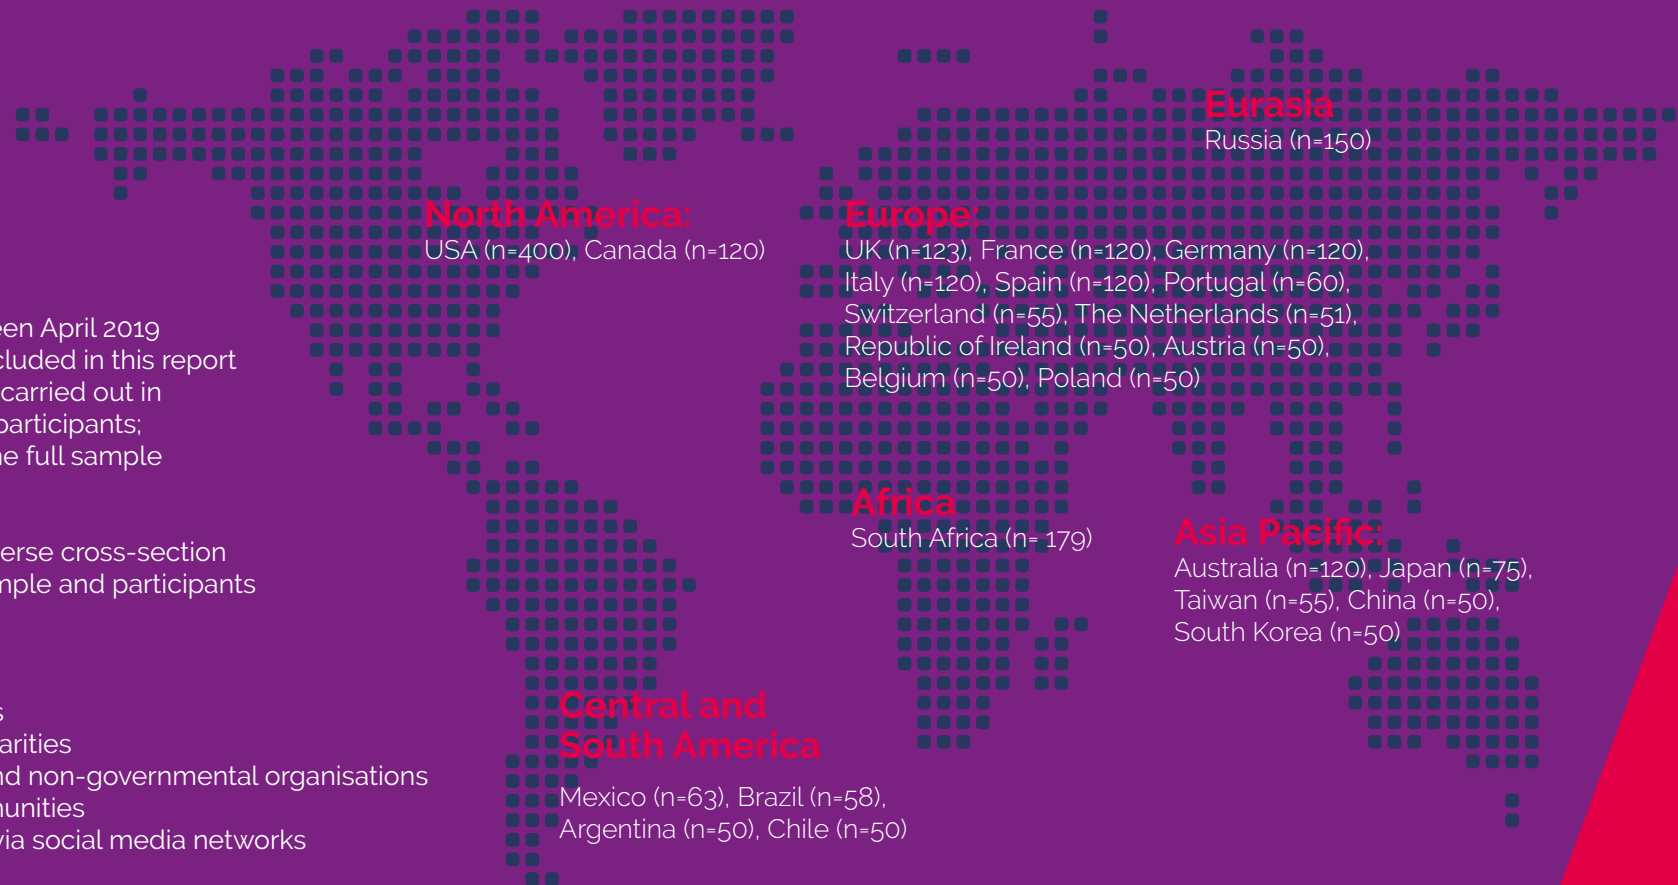 Eurasia
Russia (n=150)
North America:
USA (n=400), Canada (n=120)
Europe:
UK (n=123), France (n=120), Germany (n=120),
Italy (n=120), Spain (n=120), Portugal (n=60),
Switzerland (n=55), The Netherlands (n=51),
Republic of Ireland (n=50), Austria (n=50),
Belgium (n=50), Poland (n=50)
een April 2019
cluded in this report
carried out in
participants;
full sample
erse cross-section
mple and participants
s
arities
nd non-governmental organisations
munities
via social media networks
Africa
South Africa (n= 179)
Asia Pacific:
Australia (n=120), Japan (n=75),
Taiwan (n=55), China (n=50),
South Korea (n=50)
Central and
South America
Mexico (n=63), Brazil (n=58),
Argentina (n=50), Chile (n=50)